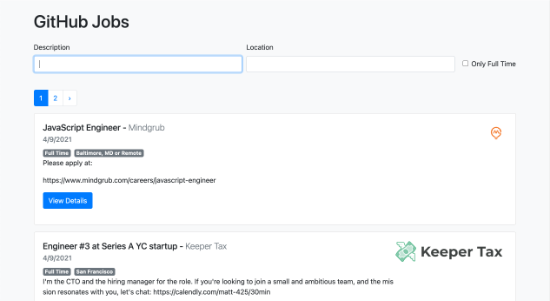 GitHub Jobs
Description
Location
Only Full Time
1 2 ›
JavaScript Engineer - Mindgrub
4/9/2021
Full Time Baltimore, MD or Remote
Please apply at:
https://www.mindgrub.com/careers/javascript-engineer
View Details
Engineer #3 at Series A YC startup - Keeper Tax
Keeper Tax
4/9/2021
Full Time San Francisco
I'm the CTO and the hiring manager for the role. If you're looking to join a small and ambitious team, and the mis
sion resonates with you, let's chat: https://calendly.com/matt-425/30min